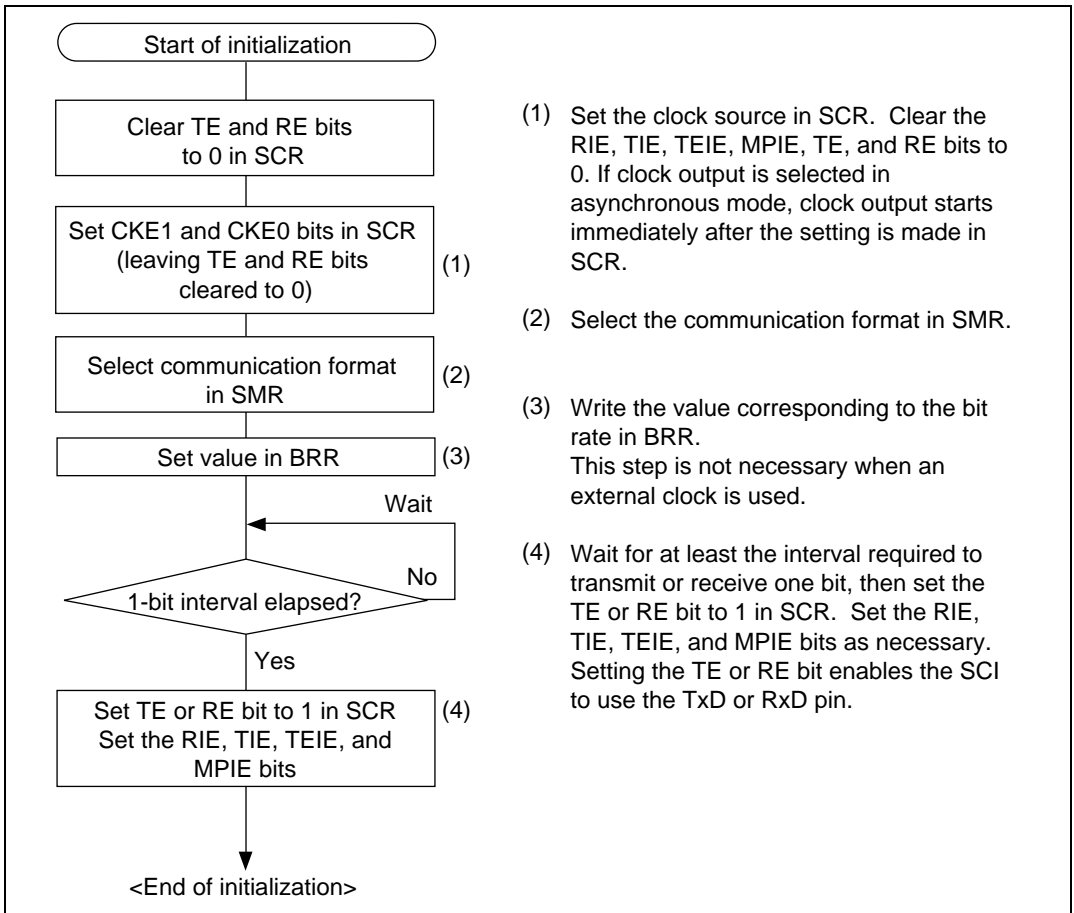 Start of initialization
Clear TE and RE bits
to 0 in SCR
Set CKE1 and CKE0 bits in SCR
(leaving TE and RE bits
cleared to 0)
(1)
Select communication format
in SMR
(2)
Set value in BRR
(3)
Wait
No
1-bit interval elapsed?
Yes
Set TE or RE bit to 1 in SCR
Set the RIE, TIE, TEIE, and
MPIE bits
(4)
<End of initialization>
(1) Set the clock source in SCR. Clear the
RIE, TIE, TEIE, MPIE, TE, and RE bits to
0. If clock output is selected in
asynchronous mode, clock output starts
immediately after the setting is made in
SCR.
(2) Select the communication format in SMR.
(3) Write the value corresponding to the bit
rate in BRR.
This step is not necessary when an
external clock is used.
(4) Wait for at least the interval required to
transmit or receive one bit, then set the
TE or RE bit to 1 in SCR. Set the RIE,
TIE, TEIE, and MPIE bits as necessary.
Setting the TE or RE bit enables the SCI
to use the TxD or RxD pin.